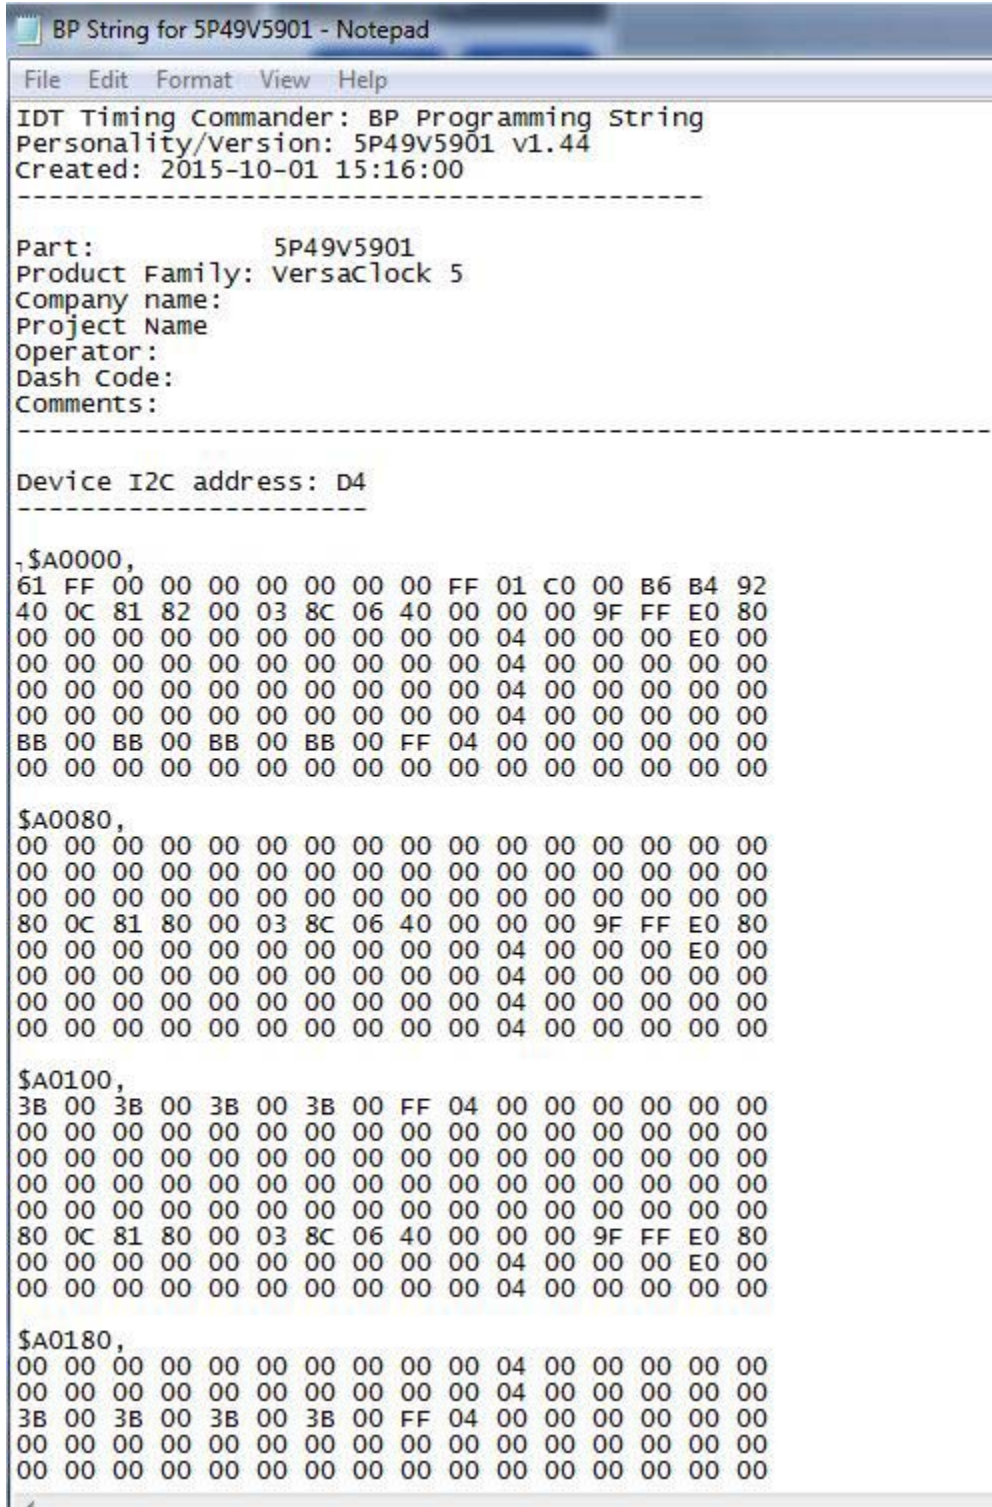 BP String for 5P49V5901 - Notepad
File Edit Format View Help
IDT Timing Commander: BP Programming String
Personality/Version: 5P49V5901 v1.44
Created: 2015-10-01 15:16:00
-------------------------------------------
Part: 5P49V5901
Product Family: VersaClock 5
Company name:
Project Name
Operator:
Dash Code:
Comments:
-------------------------------------------------------------
Device I2C address: D4
----------------------
$A0000,
61 FF 00 00 00 00 00 00 00 FF 01 C0 00 B6 B4 92
40 0C 81 82 00 03 8C 06 40 00 00 00 9F FF E0 80
00 00 00 00 00 00 00 00 00 00 04 00 00 00 E0 00
00 00 00 00 00 00 00 00 00 00 04 00 00 00 00 00
00 00 00 00 00 00 00 00 00 00 04 00 00 00 00 00
00 00 00 00 00 00 00 00 00 00 04 00 00 00 00 00
BB 00 BB 00 BB 00 BB 00 FF 04 00 00 00 00 00 00
00 00 00 00 00 00 00 00 00 00 00 00 00 00 00 00
$A0080,
00 00 00 00 00 00 00 00 00 00 00 00 00 00 00 00
00 00 00 00 00 00 00 00 00 00 00 00 00 00 00 00
00 00 00 00 00 00 00 00 00 00 00 00 00 00 00 00
80 0C 81 80 00 03 8C 06 40 00 00 00 9F FF E0 80
00 00 00 00 00 00 00 00 00 00 04 00 00 00 E0 00
00 00 00 00 00 00 00 00 00 00 04 00 00 00 00 00
00 00 00 00 00 00 00 00 00 00 04 00 00 00 00 00
00 00 00 00 00 00 00 00 00 00 04 00 00 00 00 00
$A0100,
3B 00 3B 00 3B 00 3B 00 FF 04 00 00 00 00 00 00
00 00 00 00 00 00 00 00 00 00 00 00 00 00 00 00
00 00 00 00 00 00 00 00 00 00 00 00 00 00 00 00
00 00 00 00 00 00 00 00 00 00 00 00 00 00 00 00
00 00 00 00 00 00 00 00 00 00 00 00 00 00 00 00
80 0C 81 80 00 03 8C 06 40 00 00 00 9F FF E0 80
00 00 00 00 00 00 00 00 00 00 04 00 00 00 E0 00
00 00 00 00 00 00 00 00 00 00 04 00 00 00 00 00
$A0180,
00 00 00 00 00 00 00 00 00 00 04 00 00 00 00 00
00 00 00 00 00 00 00 00 00 00 04 00 00 00 00 00
3B 00 3B 00 3B 00 3B 00 FF 04 00 00 00 00 00 00
00 00 00 00 00 00 00 00 00 00 00 00 00 00 00 00
00 00 00 00 00 00 00 00 00 00 00 00 00 00 00 00